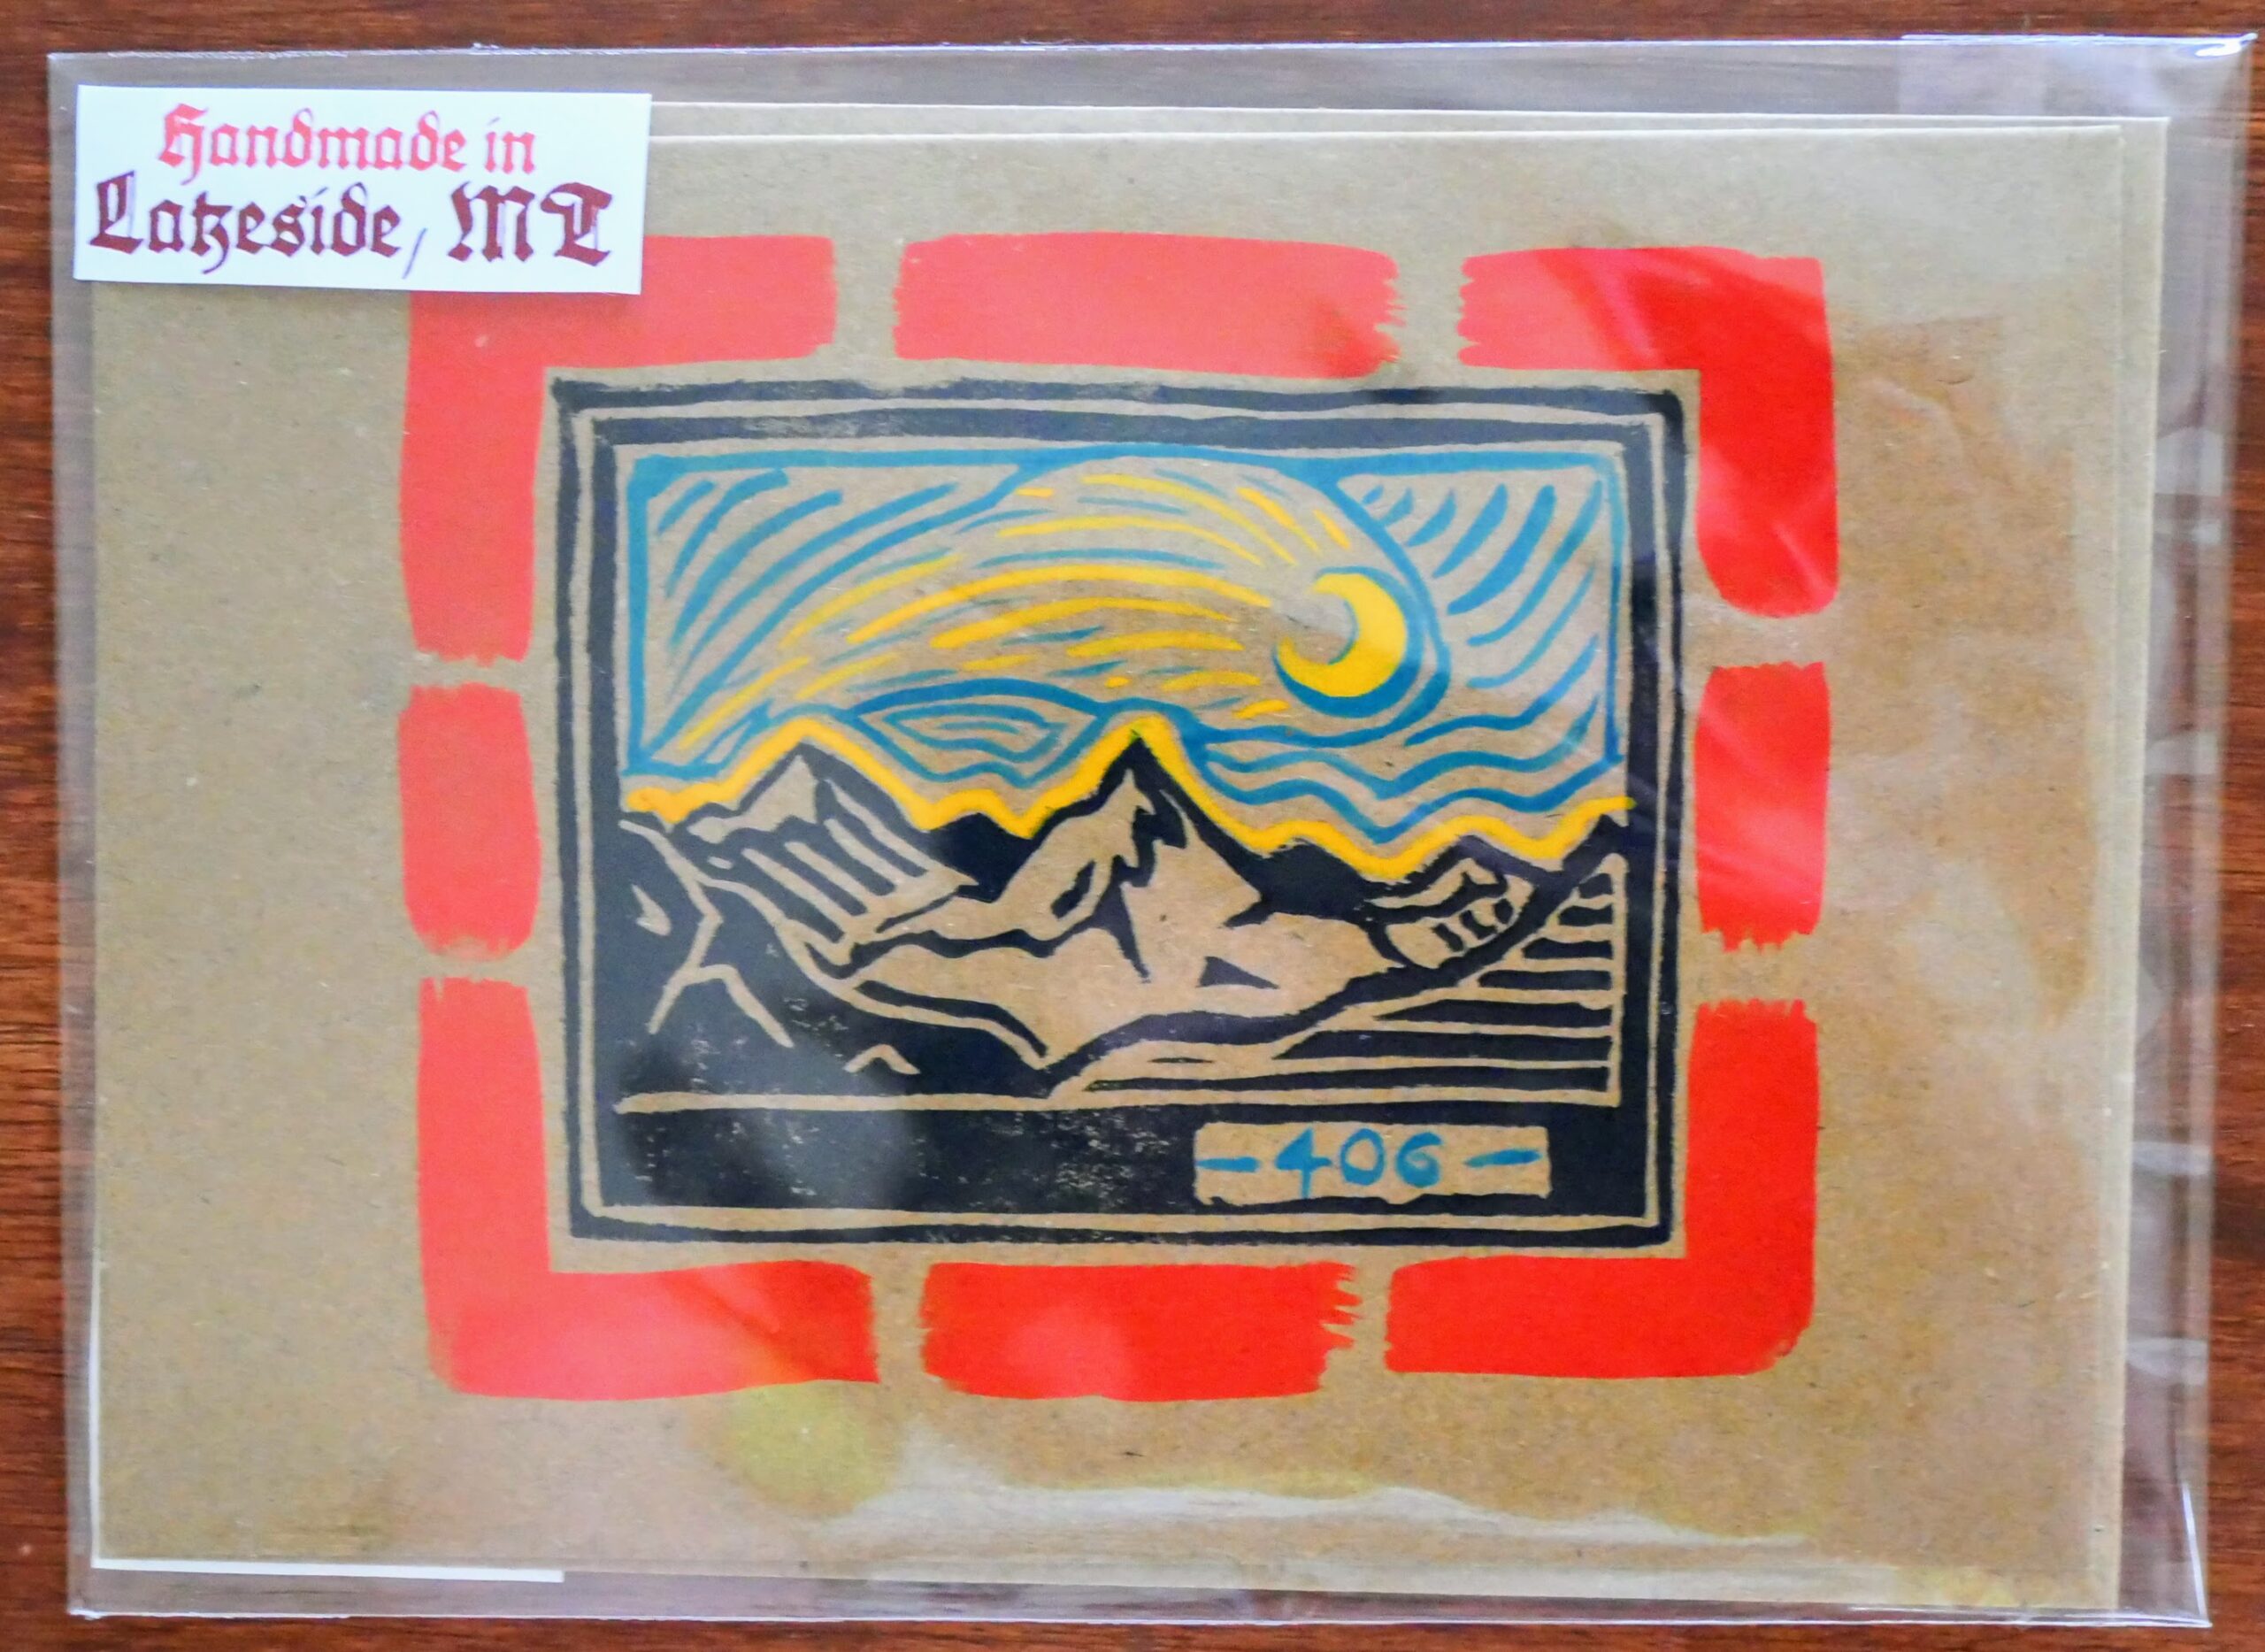 Handmade in
Lakeside, MT
- 406 -